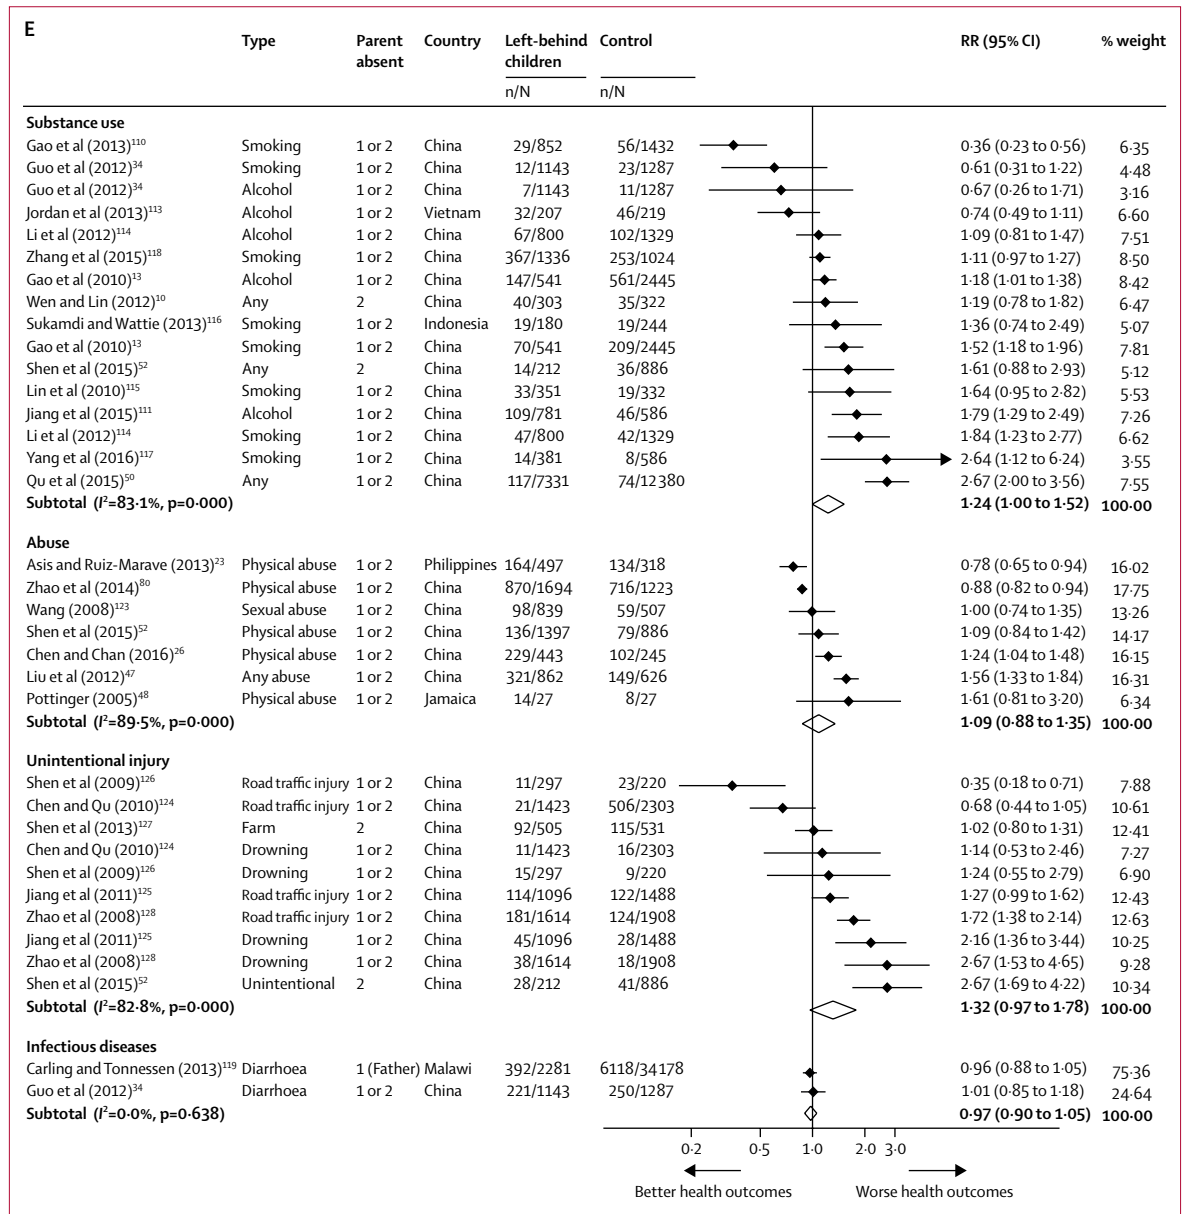 E
Type Parent absent Country Left-behind children Control RR (95% CI) % weight
n/N n/N
Substance use
Gao et al (2013)110 Smoking 1 or 2 China 29/852 56/1432 0·36 (0·23 to 0·56) 6·35
Guo et al (2012)34 Smoking 1 or 2 China 12/1143 23/1287 0·61 (0·31 to 1·22) 4·48
Guo et al (2012)34 Alcohol 1 or 2 China 7/1143 11/1287 0·67 (0·26 to 1·71) 3·16
Jordan et al (2013)113 Alcohol 1 or 2 Vietnam 32/207 46/219 0·74 (0·49 to 1·11) 6·60
Li et al (2012)114 Alcohol 1 or 2 China 67/800 102/1329 1·09 (0·81 to 1·47) 7·51
Zhang et al (2015)118 Smoking 1 or 2 China 367/1336 253/1024 1·11 (0·97 to 1·27) 8·50
Gao et al (2010)13 Alcohol 1 or 2 China 147/541 561/2445 1·18 (1·01 to 1·38) 8·42
Wen and Lin (2012)10 Any 2 China 40/303 35/322 1·19 (0·78 to 1·82) 6·47
Sukamdi and Wattie (2013)116 Smoking 1 or 2 Indonesia 19/180 19/244 1·36 (0·74 to 2·49) 5·07
Gao et al (2010)13 Smoking 1 or 2 China 70/541 209/2445 1·52 (1·18 to 1·96) 7·81
Shen et al (2015)52 Any 2 China 14/212 36/886 1·61 (0·88 to 2·93) 5·12
Lin et al (2010)115 Smoking 1 or 2 China 33/351 19/332 1·64 (0·95 to 2·82) 5·53
Jiang et al (2015)111 Alcohol 1 or 2 China 109/781 46/586 1·79 (1·29 to 2·49) 7·26
Li et al (2012)114 Smoking 1 or 2 China 47/800 42/1329 1·84 (1·23 to 2·77) 6·62
Yang et al (2016)117 Smoking 1 or 2 China 14/381 8/586 2·64 (1·12 to 6·24) 3·55
Qu et al (2015)50 Any 1 or 2 China 117/7331 74/12380 2·67 (2·00 to 3·56) 7·55
Subtotal (I2=83·1%, p=0·000) 1·24 (1·00 to 1·52) 100·00
Abuse
Asis and Ruiz-Marave (2013)23 Physical abuse 1 or 2 Philippines 164/497 134/318 0·78 (0·65 to 0·94) 16·02
Zhao et al (2014)80 Physical abuse 1 or 2 China 870/1694 716/1223 0·88 (0·82 to 0·94) 17·75
Wang (2008)123 Sexual abuse 1 or 2 China 98/839 59/507 1·00 (0·74 to 1·35) 13·26
Shen et al (2015)52 Physical abuse 1 or 2 China 136/1397 79/886 1·09 (0·84 to 1·42) 14·17
Chen and Chan (2016)26 Physical abuse 1 or 2 China 229/443 102/245 1·24 (1·04 to 1·48) 16·15
Liu et al (2012)47 Any abuse 1 or 2 China 321/862 149/626 1·56 (1·33 to 1·84) 16·31
Pottinger (2005)48 Physical abuse 1 or 2 Jamaica 14/27 8/27 1·61 (0·81 to 3·20) 6·34
Subtotal (I2=89·5%, p=0·000) 1·09 (0·88 to 1·35) 100·00
Unintentional injury
Shen et al (2009)126 Road traffic injury 1 or 2 China 11/297 23/220 0·35 (0·18 to 0·71) 7·88
Chen and Qu (2010)124 Road traffic injury 1 or 2 China 21/1423 506/2303 0·68 (0·44 to 1·05) 10·61
Shen et al (2013)127 Farm 2 China 92/505 115/531 1·02 (0·80 to 1·31) 12·41
Chen and Qu (2010)124 Drowning 1 or 2 China 11/1423 16/2303 1·14 (0·53 to 2·46) 7·27
Shen et al (2009)126 Drowning 1 or 2 China 15/297 9/220 1·24 (0·55 to 2·79) 6·90
Jiang et al (2011)125 Road traffic injury 1 or 2 China 114/1096 122/1488 1·27 (0·99 to 1·62) 12·43
Zhao et al (2008)128 Road traffic injury 1 or 2 China 181/1614 124/1908 1·72 (1·38 to 2·14) 12·63
Jiang et al (2011)125 Drowning 1 or 2 China 45/1096 28/1488 2·16 (1·36 to 3·44) 10·25
Zhao et al (2008)128 Drowning 1 or 2 China 38/1614 18/1908 2·67 (1·53 to 4·65) 9·28
Shen et al (2015)52 Unintentional 2 China 28/212 41/886 2·67 (1·69 to 4·22) 10·34
Subtotal (I2=82·8%, p=0·000) 1·32 (0·97 to 1·78) 100·00
Infectious diseases
Carling and Tonnessen (2013)119 Diarrhoea 1 (Father) Malawi 392/2281 6118/34178 0·96 (0·88 to 1·05) 75·36
Guo et al (2012)34 Diarrhoea 1 or 2 China 221/1143 250/1287 1·01 (0·85 to 1·18) 24·64
Subtotal (I2=0·0%, p=0·638) 0·97 (0·90 to 1·05) 100·00
0·2 0·5 1·0 2·0 3·0
Better health outcomes Worse health outcomes